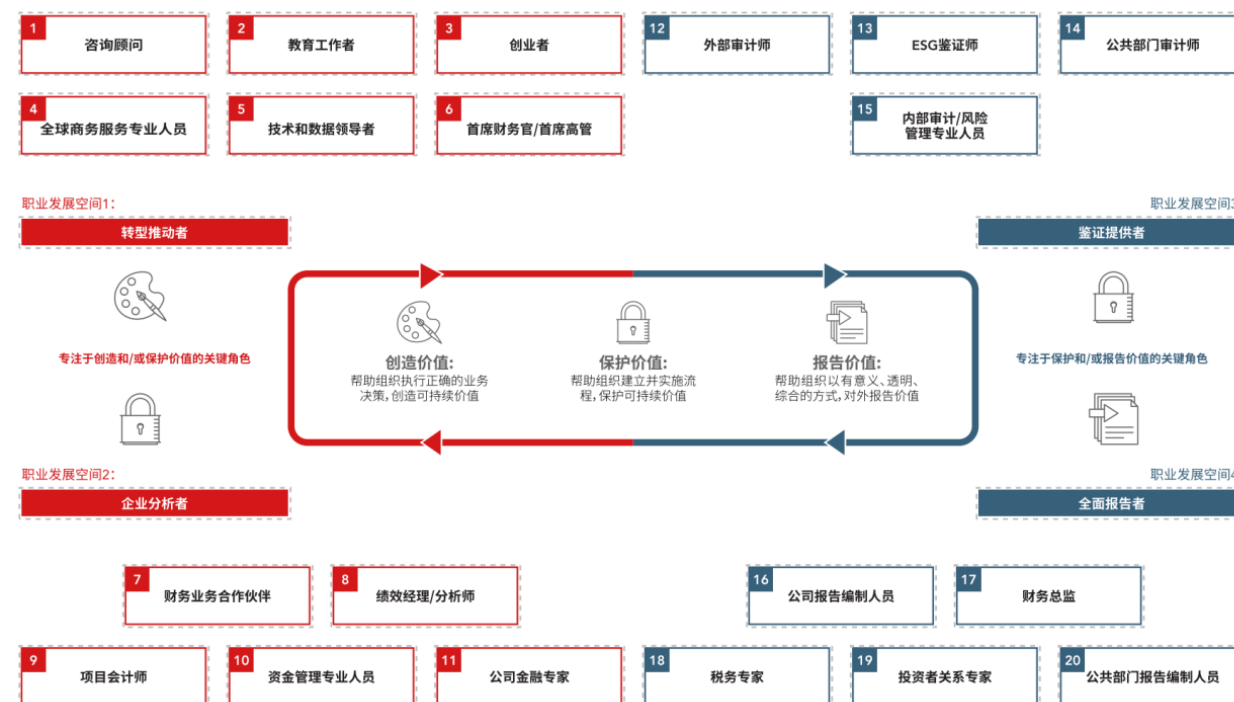 1
咨询顾问
2
教育工作者
3
创业者
12
外部审计师
13
ESG鉴证师
14
公共部门审计师
4
全球商务服务专业人员
5
技术和数据领导者
6
首席财务官/首席高管
15
内部审计/风险
管理专业人员
职业发展空间1：
转型推动者
职业发展空间3
鉴证提供者
专注于创造和/或保护价值的关键角色
创造价值：
帮助组织执行正确的业务
决策，创造可持续价值
保护价值：
帮助组织建立并实施流
程，保护可持续价值
报告价值：
帮助组织以有意义、透明、
综合的方式，对外报告价值
专注于保护和/或报告价值的关键角色
职业发展空间2：
企业分析者
职业发展空间4
全面报告者
7
财务业务合作伙伴
8
绩效经理/分析师
16
公司报告编制人员
17
财务总监
9
项目会计师
10
资金管理专业人员
11
公司金融专家
18
税务专家
19
投资者关系专家
20
公共部门报告编制人员